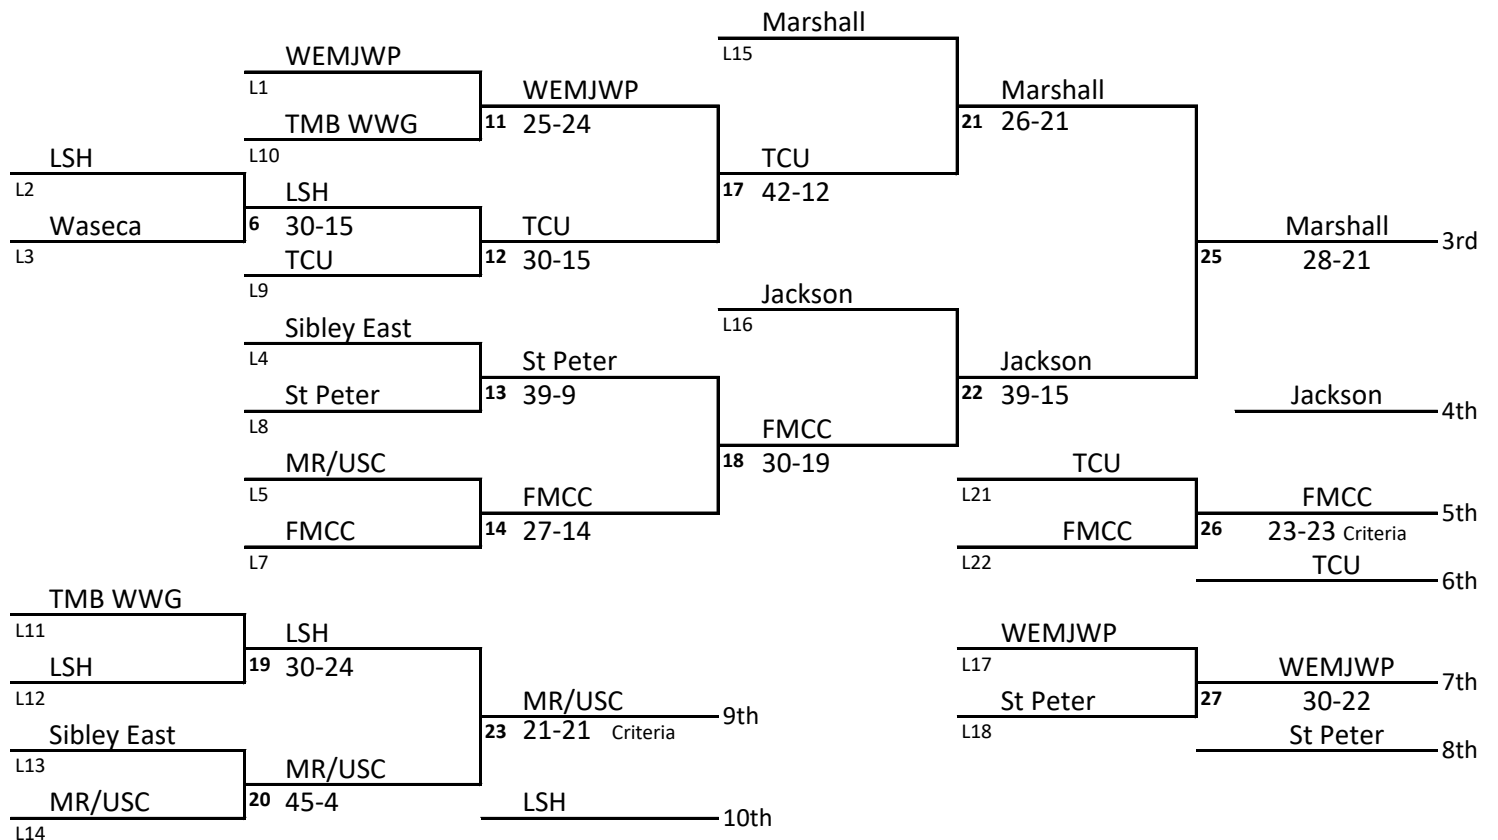 Marshall
L15
WEMJWP
L1
WEMJWP
Marshall
TMB WWG
11 25-24
21 26-21
L10
LSH
TCU
L2
LSH
17 42-12
Waseca
6 30-15
TCU
Marshall
3rd
L3
TCU
12 30-15
25 28-21
L9
Jackson
Sibley East
L16
L4
St Peter
Jackson
St Peter
13 39-9
22 39-15
Jackson
4th
L8
FMCC
MR/USC
18 30-19
TCU
L5
FMCC
L21
FMCC
5th
FMCC
14 27-14
FMCC
26 23-23 Criteria
L7
L22
TCU
6th
TMB WWG
L11
LSH
WEMJWP
LSH
19 30-24
L17
WEMJWP
7th
L12
MR/USC
St Peter
27 30-22
9th
Sibley East
23 21-21 Criteria
L18
St Peter
8th
L13
MR/USC
MR/USC
20 45-4
LSH
10th
L14